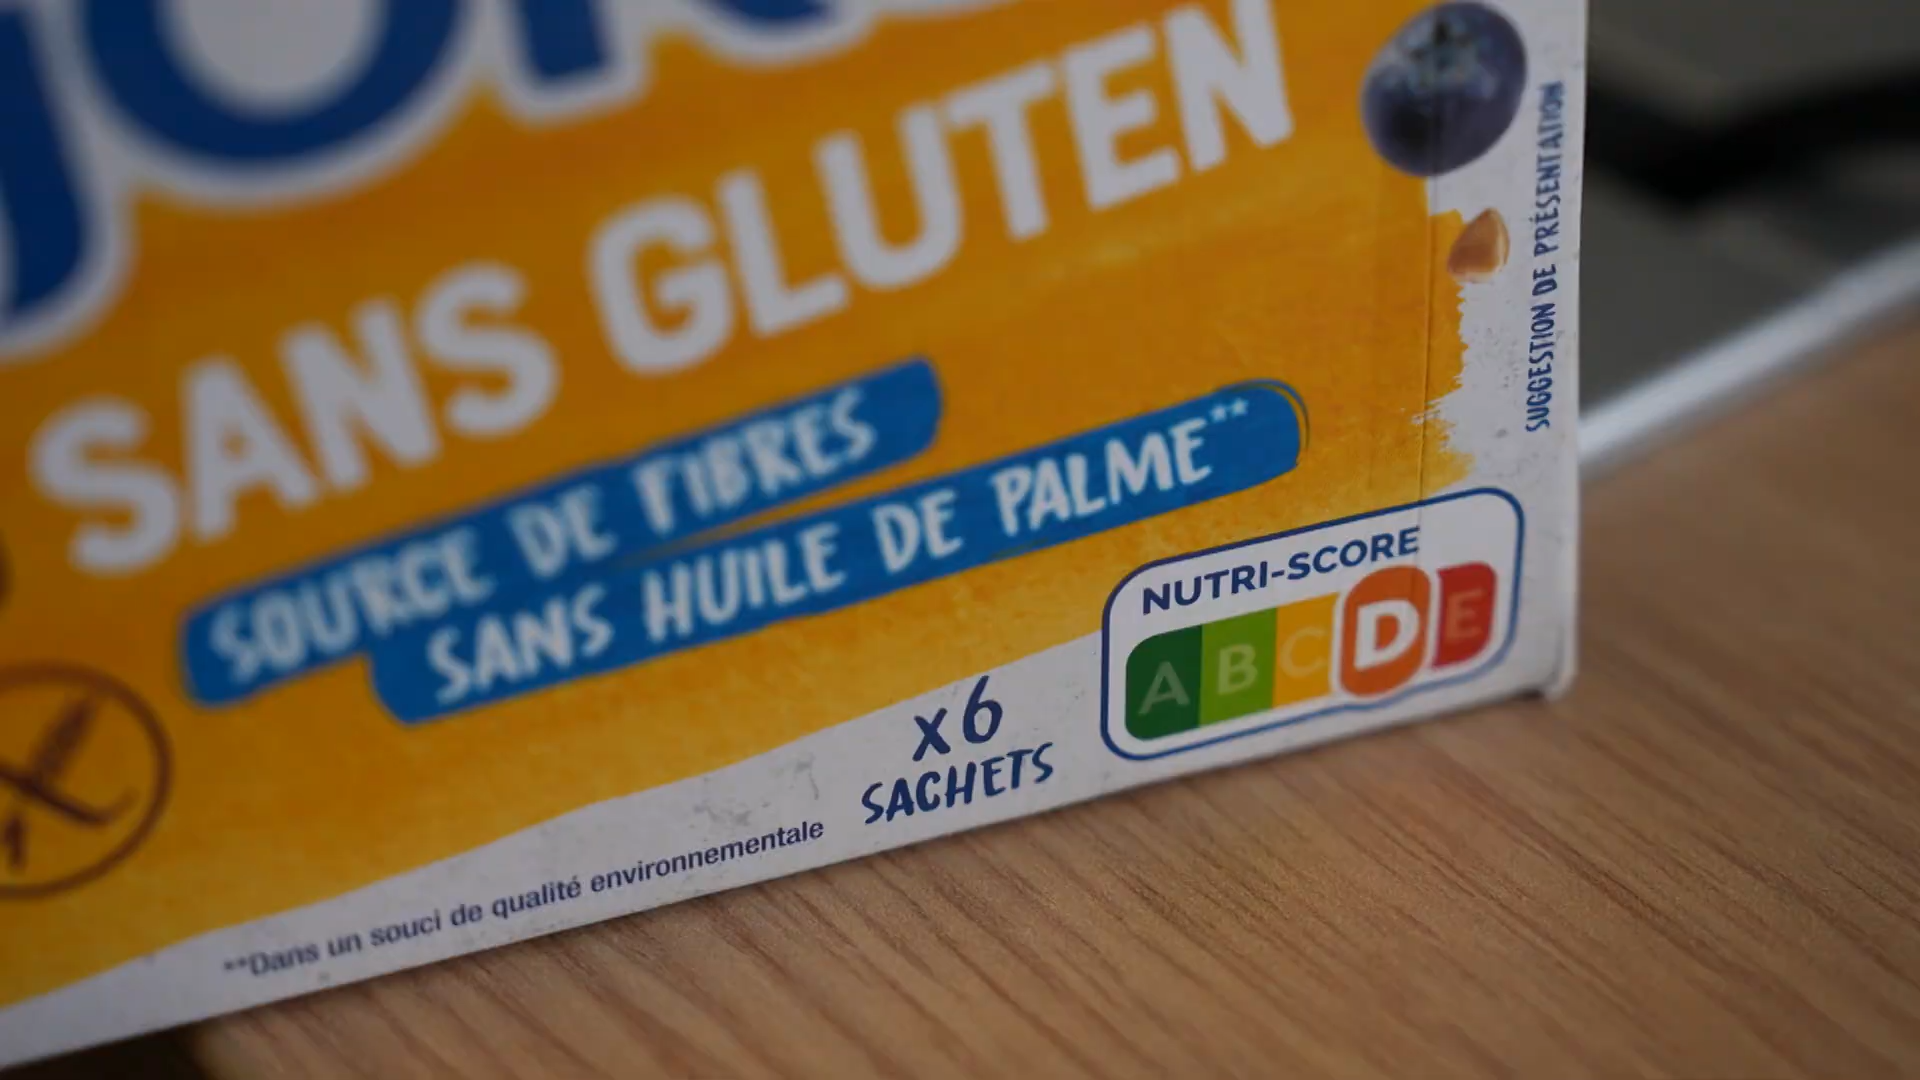 SANS GLUTEN
SOURCE DE FIBRES
SANS HUILE DE PALME**
SUGGESTION DE PRÉSENTATION
NUTRI-SCORE
A B C D E
x6
SACHETS
**Dans un souci de qualité environnementale